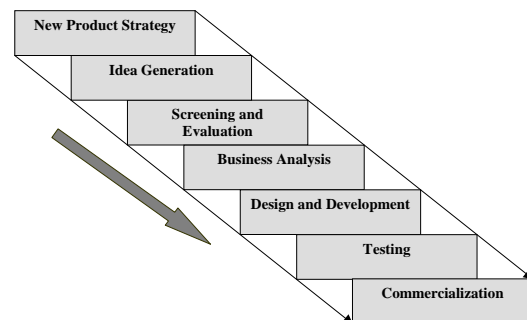 New Product Strategy
Idea Generation
Screening and
Evaluation
Business Analysis
Design and Development
Testing
Commercialization